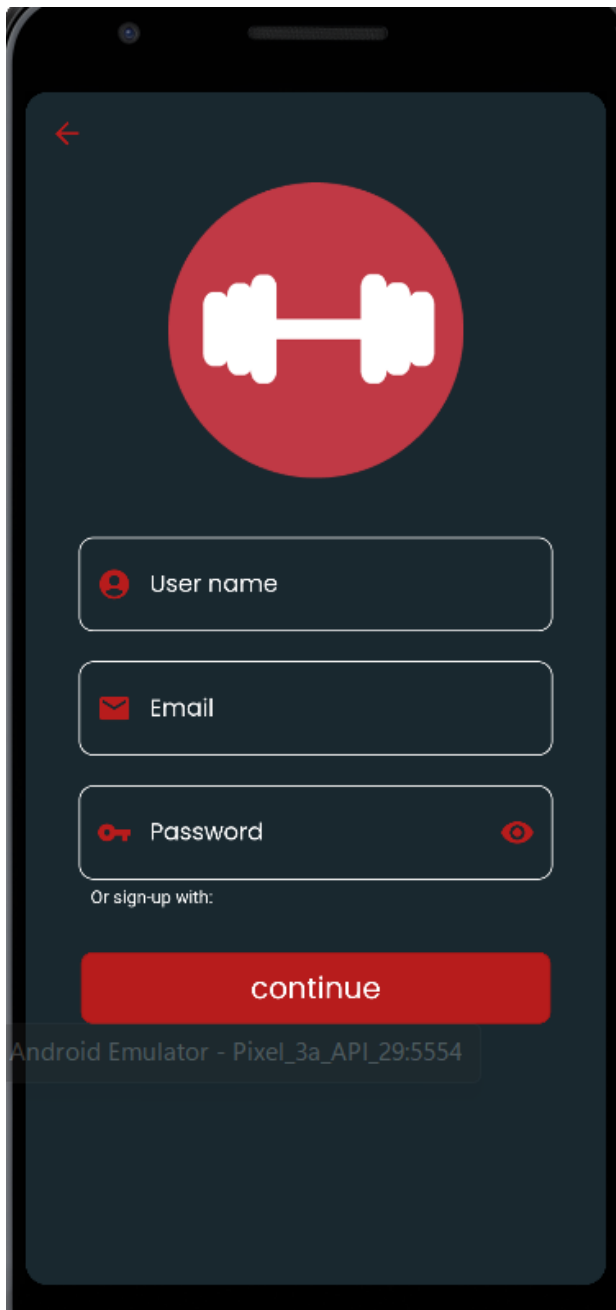 User name
Email
Password
Or sign-up with:
continue
Android Emulator - Pixel_3a_API_29:5554